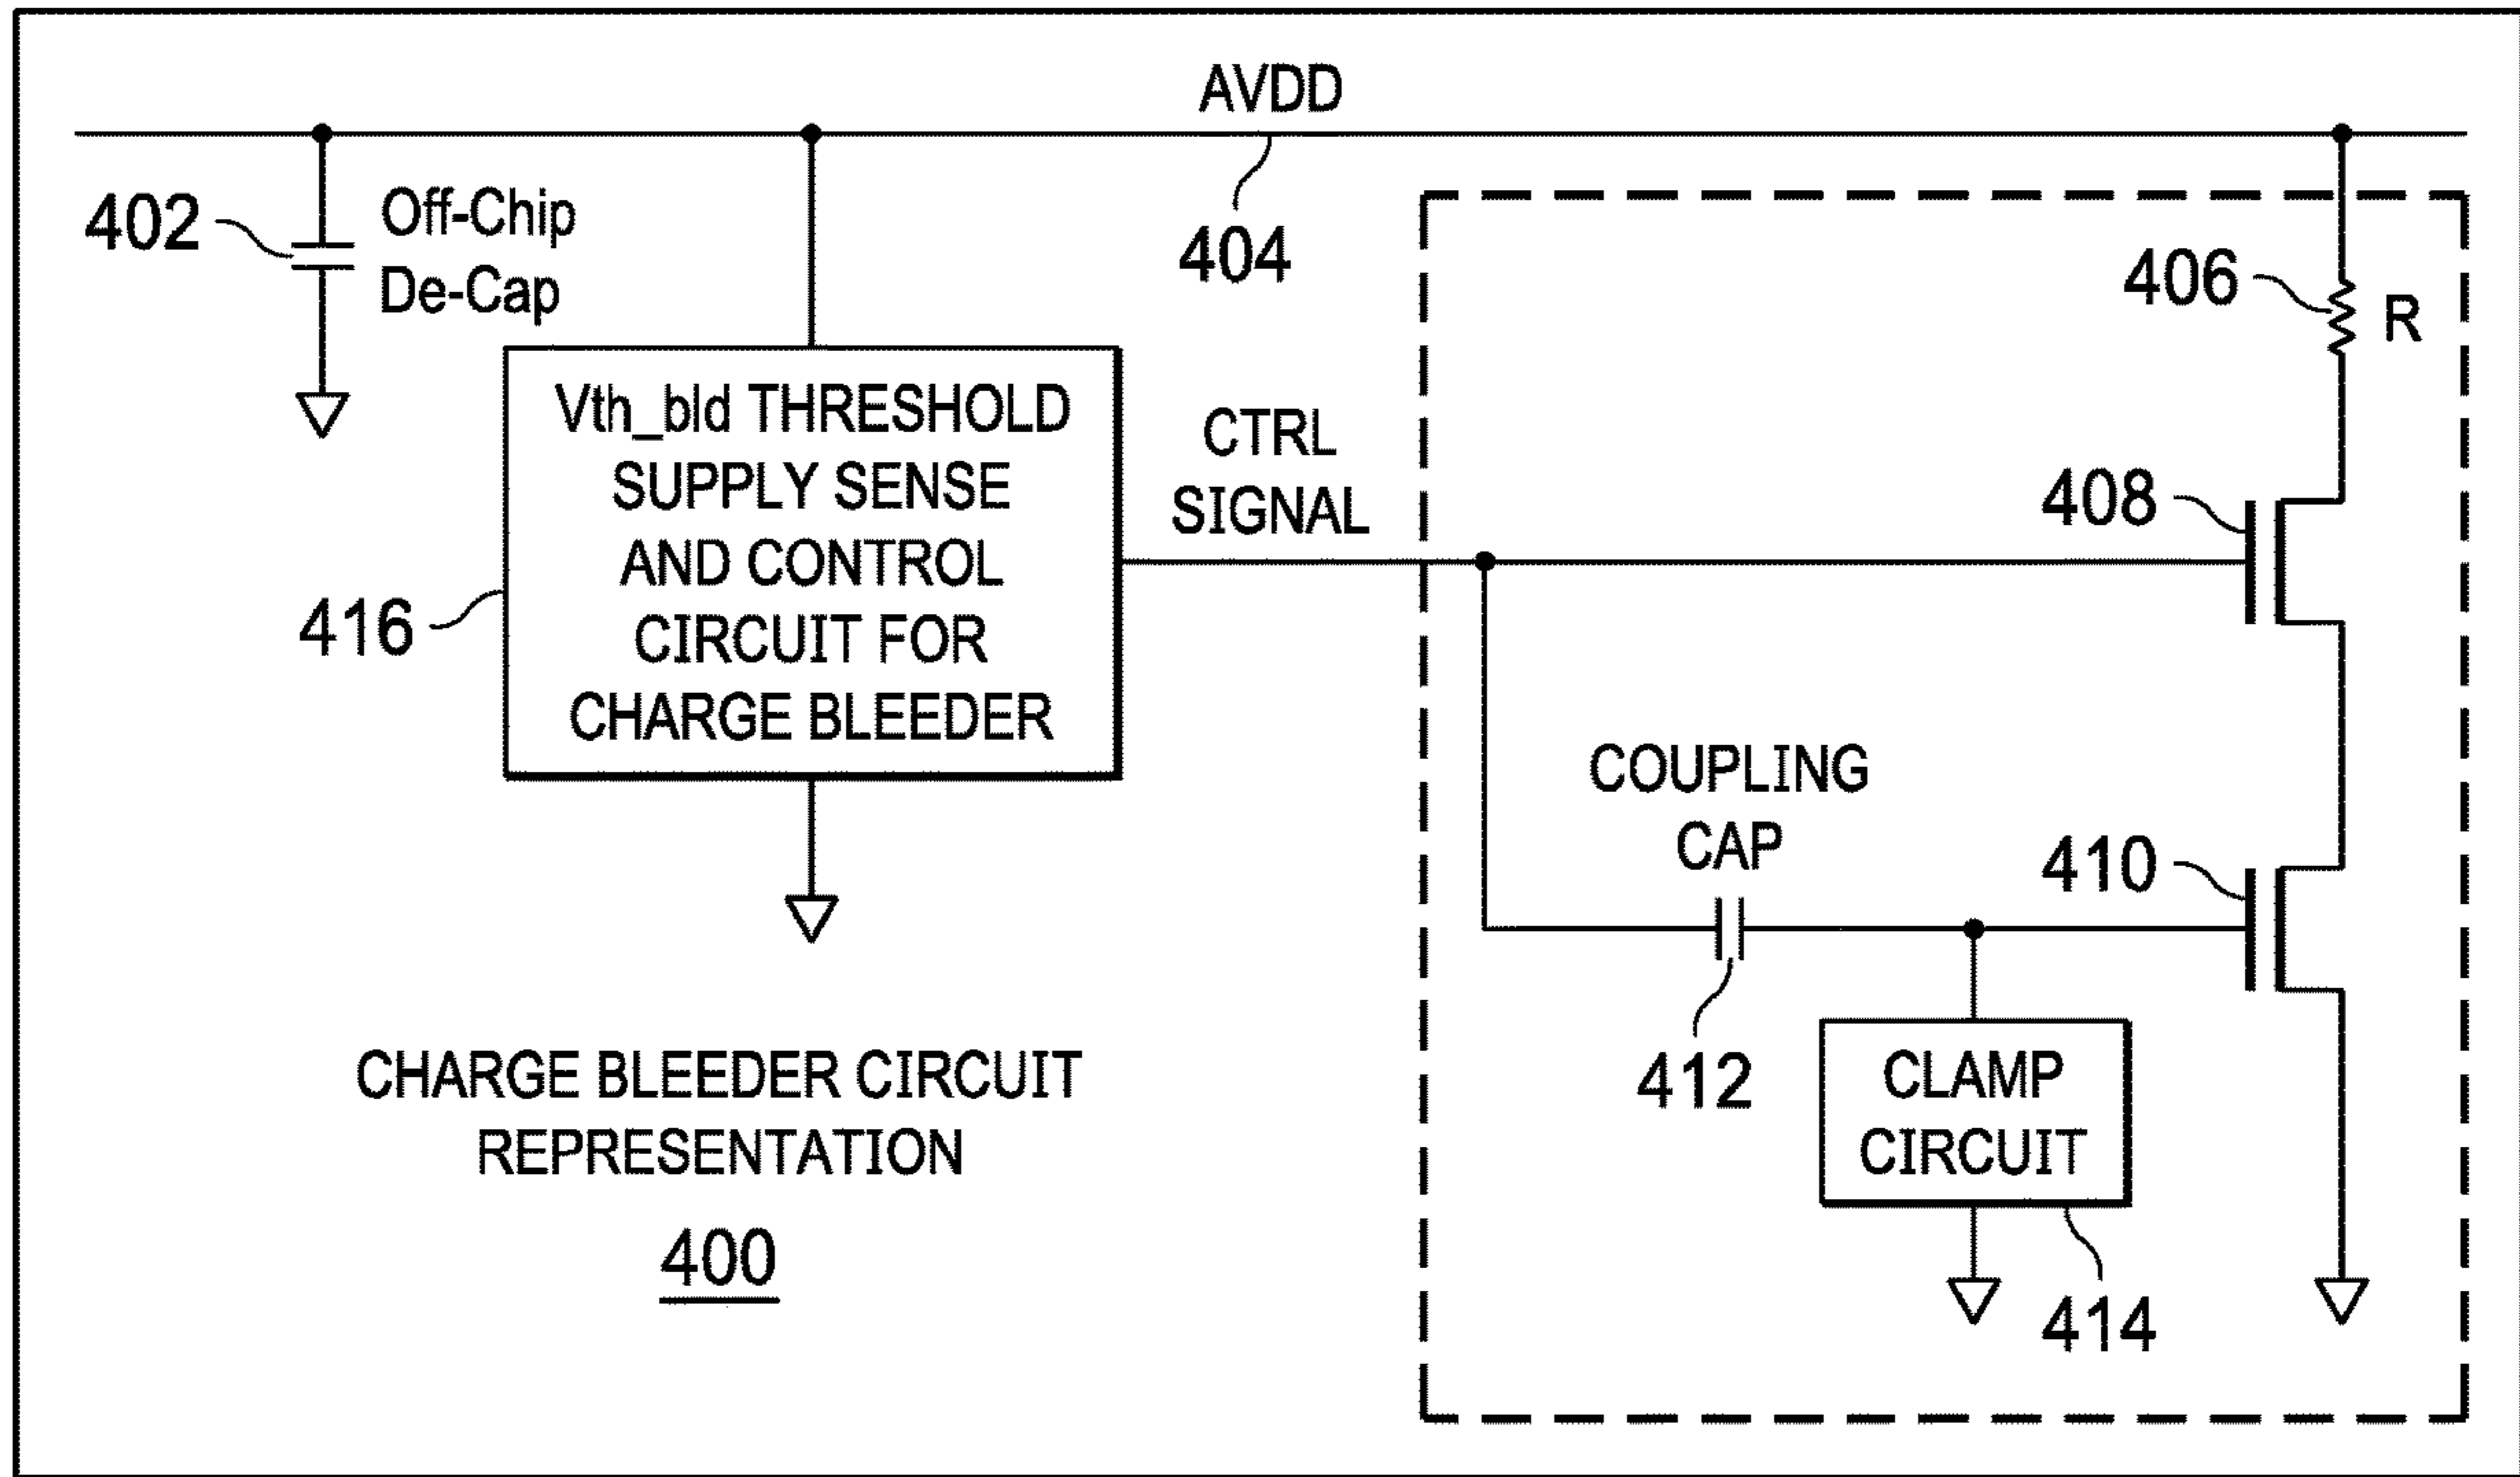 AVDD
404
402
Off-Chip
De-Cap
406
R
Vth_bld THRESHOLD
SUPPLY SENSE
AND CONTROL
CIRCUIT FOR
CHARGE BLEEDER
416
CTRL
SIGNAL
408
COUPLING
CAP
410
412
CLAMP
CIRCUIT
414
CHARGE BLEEDER CIRCUIT
REPRESENTATION
400